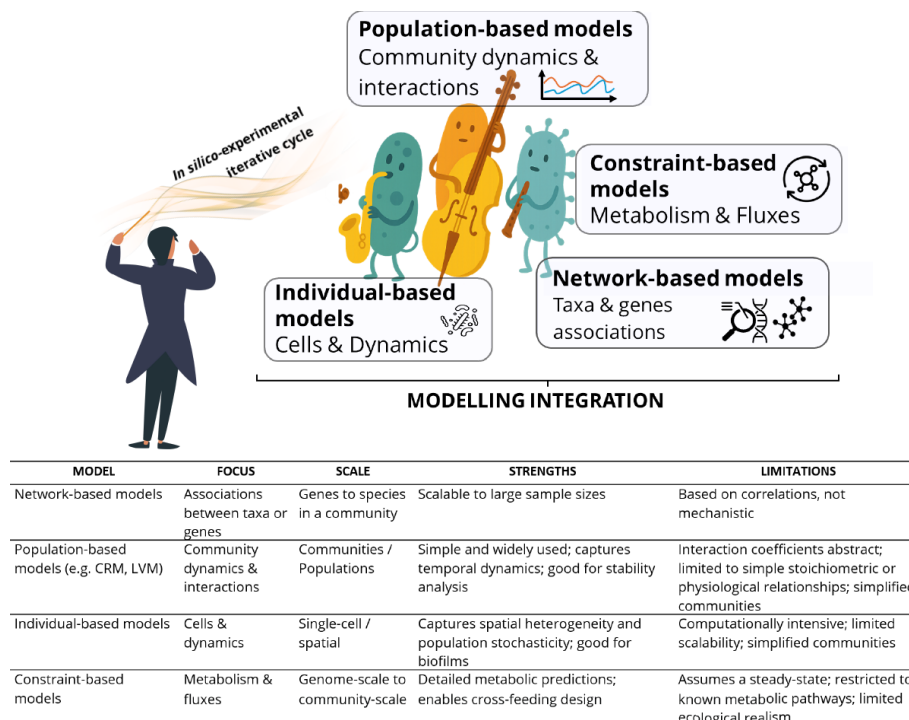 Population-based models
Community dynamics &
interactions
In silico-experimental
iterative cycle
Constraint-based
models
Metabolism & Fluxes
Individual-based
models
Cells & Dynamics
Network-based models
Taxa & genes
associations
MODELLING INTEGRATION
MODEL FOCUS SCALE STRENGTHS LIMITATIONS
Network-based models Associations Genes to species Scalable to large sample sizes Based on correlations, not
between taxa or in a community mechanistic
genes
Population-based Community Communities / Simple and widely used; captures Interaction coefficients abstract;
models (e.g. CRM, LVM) dynamics & Populations temporal dynamics; good for stability limited to simple stoichiometric or
interactions analysis physiological relationships; simplified
communities
Individual-based models Cells & Single-cell / Captures spatial heterogeneity and Computationally intensive; limited
dynamics spatial population stochasticity; good for scalability; simplified communities
biofilms
Constraint-based Metabolism & Genome-scale to Detailed metabolic predictions; Assumes a steady-state; restricted to
models fluxes community-scale enables cross-feeding design known metabolic pathways; limited
ecological realism